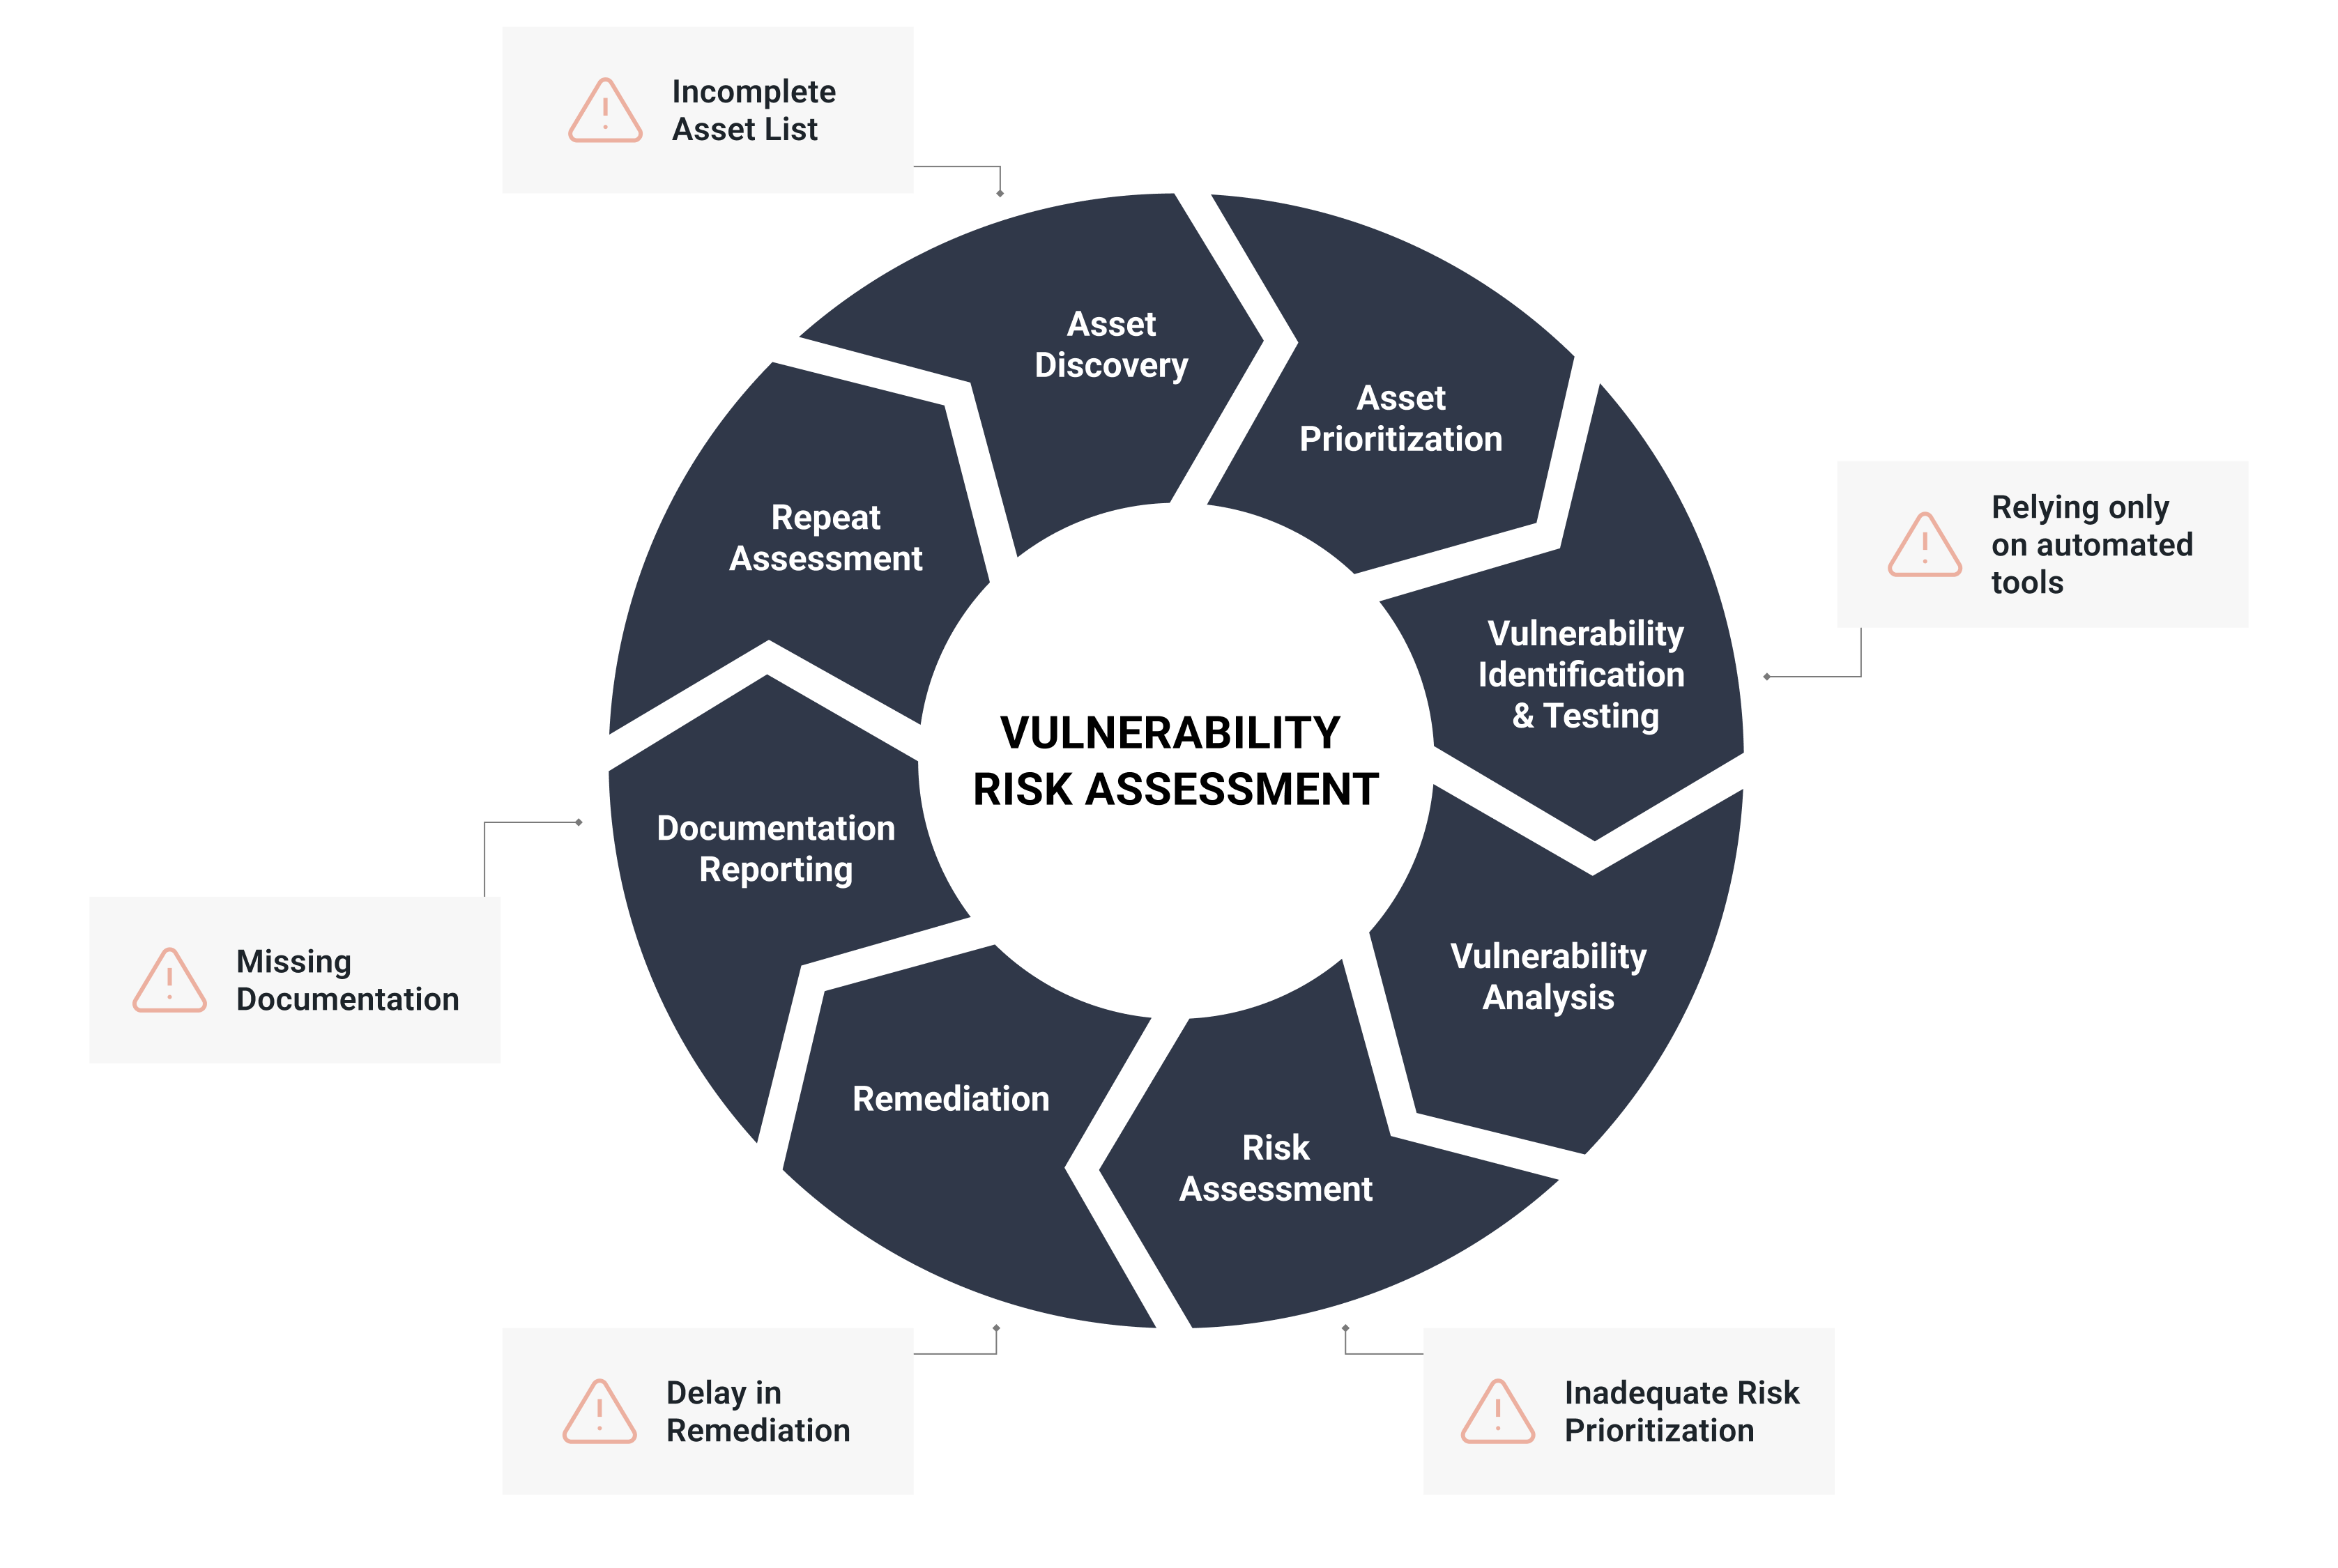 Incomplete
Asset List
Asset
Discovery
Asset
Prioritization
Relying only
on automated
tools
Repeat
Assessment
Vulnerability
Identification
& Testing
VULNERABILITY
RISK ASSESSMENT
Documentation
Reporting
Missing
Documentation
Vulnerability
Analysis
Remediation
Risk
Assessment
Delay in
Remediation
Inadequate Risk
Prioritization